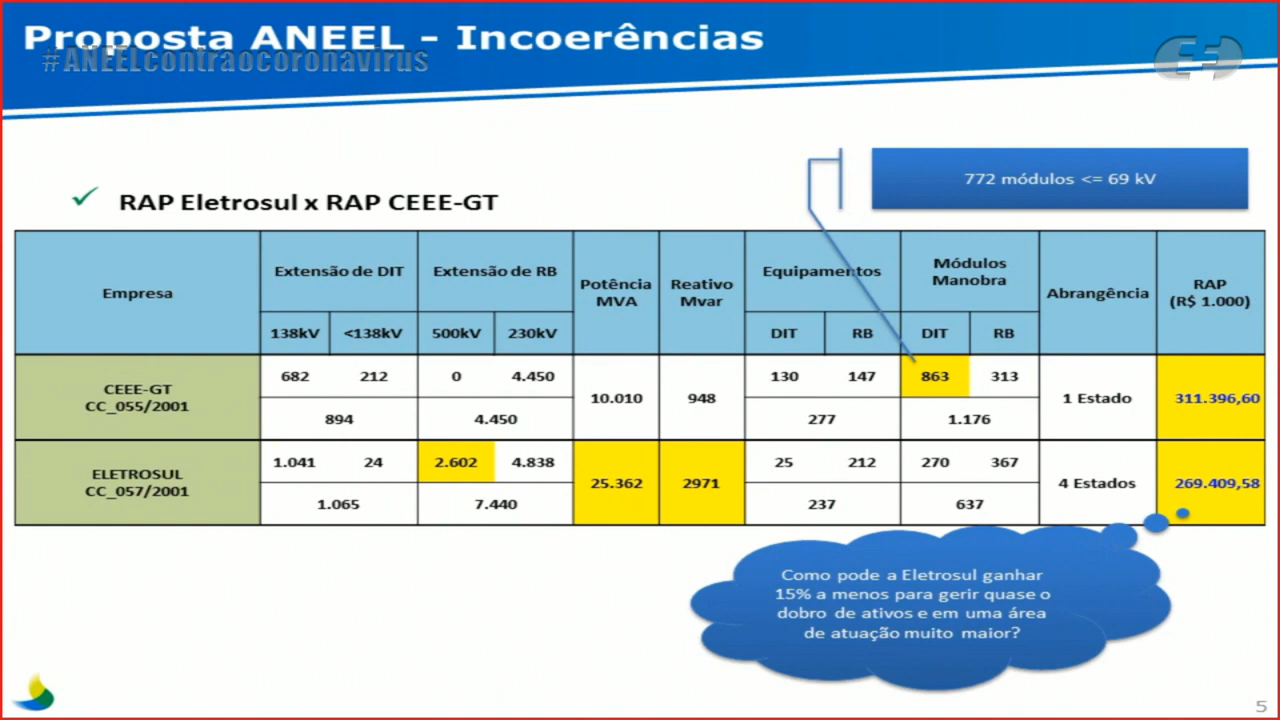 Proposta ANEEL - Incoerências
#ANEELcontraocoronavirus
772 módulos <= 69 kV
RAP Eletrosul x RAP CEEE-GT
Empresa
Extensão de DIT
Extensão de RB
Potência
MVA
Reativo
Mvar
Equipamentos
Módulos
Manobra
Abrangência
RAP
(R$ 1.000)
138kV <138kV 500kV 230kV DIT RB DIT RB
CEEE-GT
CC_055/2001
682 212 0 4.450 10.010 948 130 147 863 313 1 Estado 311.396,60
894 4.450 277 1.176
ELETROSUL
CC_057/2001
1.041 24 2.602 4.838 25.362 2971 25 212 270 367 4 Estados 269.409,58
1.065 7.440 237 637
Como pode a Eletrosul ganhar
15% a menos para gerir quase o
dobro de ativos e em uma área
de atuação muito maior?
5